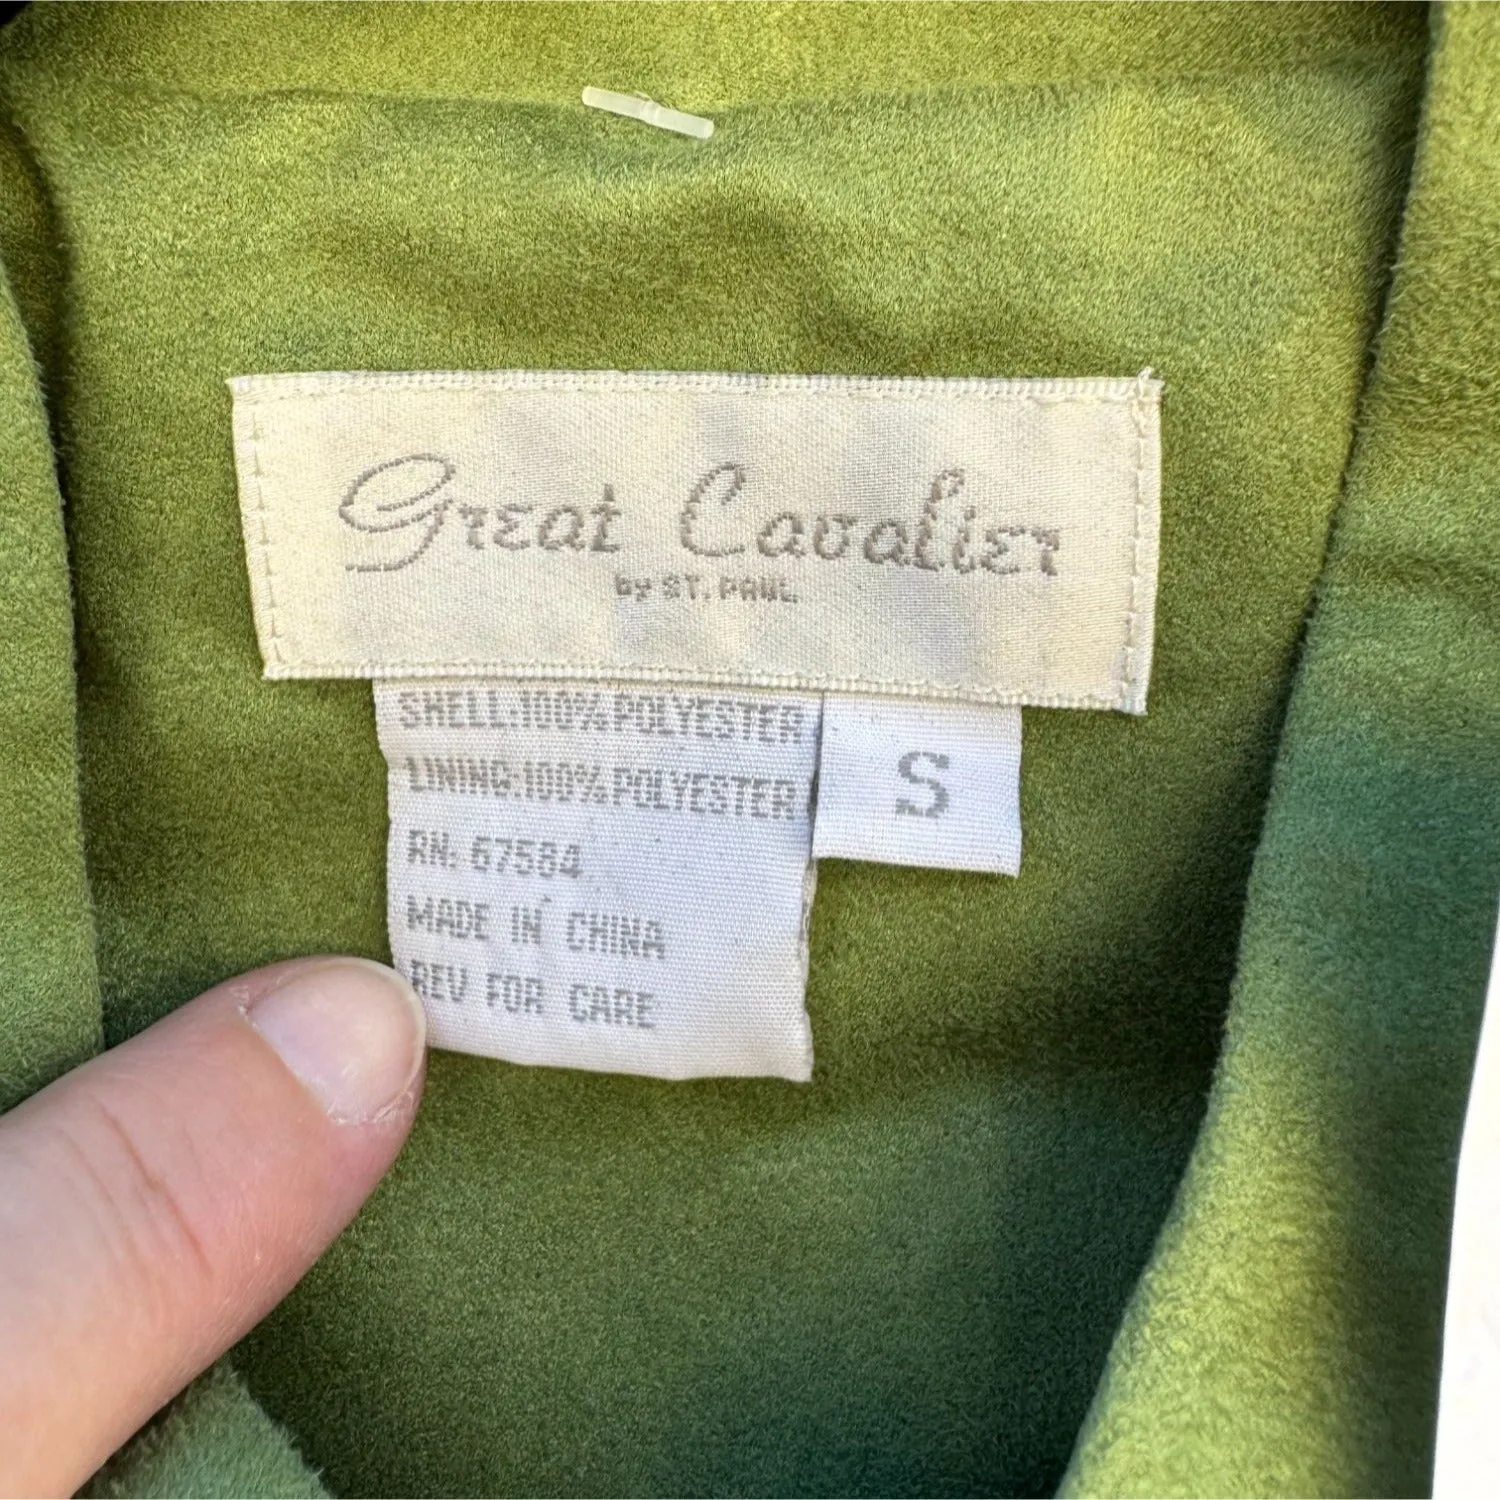 Great Cavalier
by ST. PAUL
SHELL:100% POLYESTER
LINING:100% POLYESTER
S
RN: 67584
MADE IN CHINA
REV FOR CARE